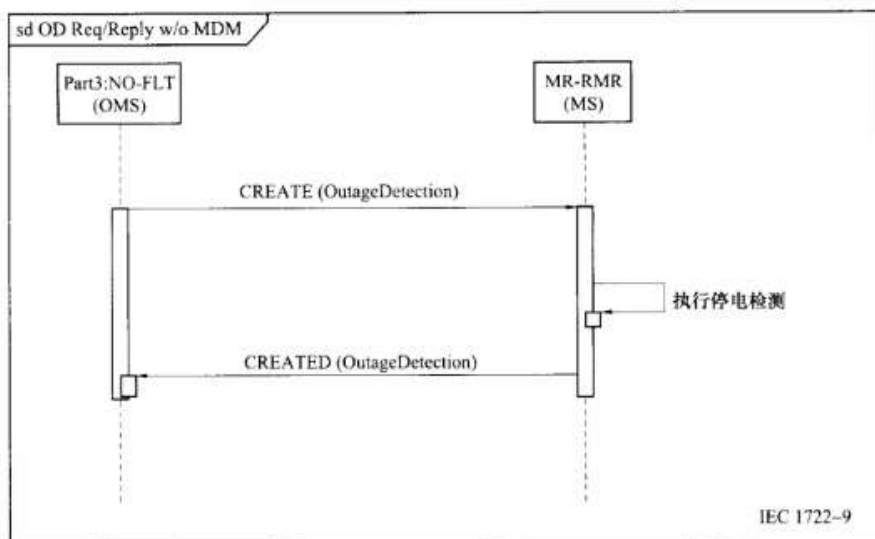 sd OD Req/Reply w/o MDM
Part3:NO-FLT
(OMS)
MR-RMR
(MS)
CREATE (OutageDetection)
执行停电检测
CREATED (OutageDetection)
IEC 1722-9